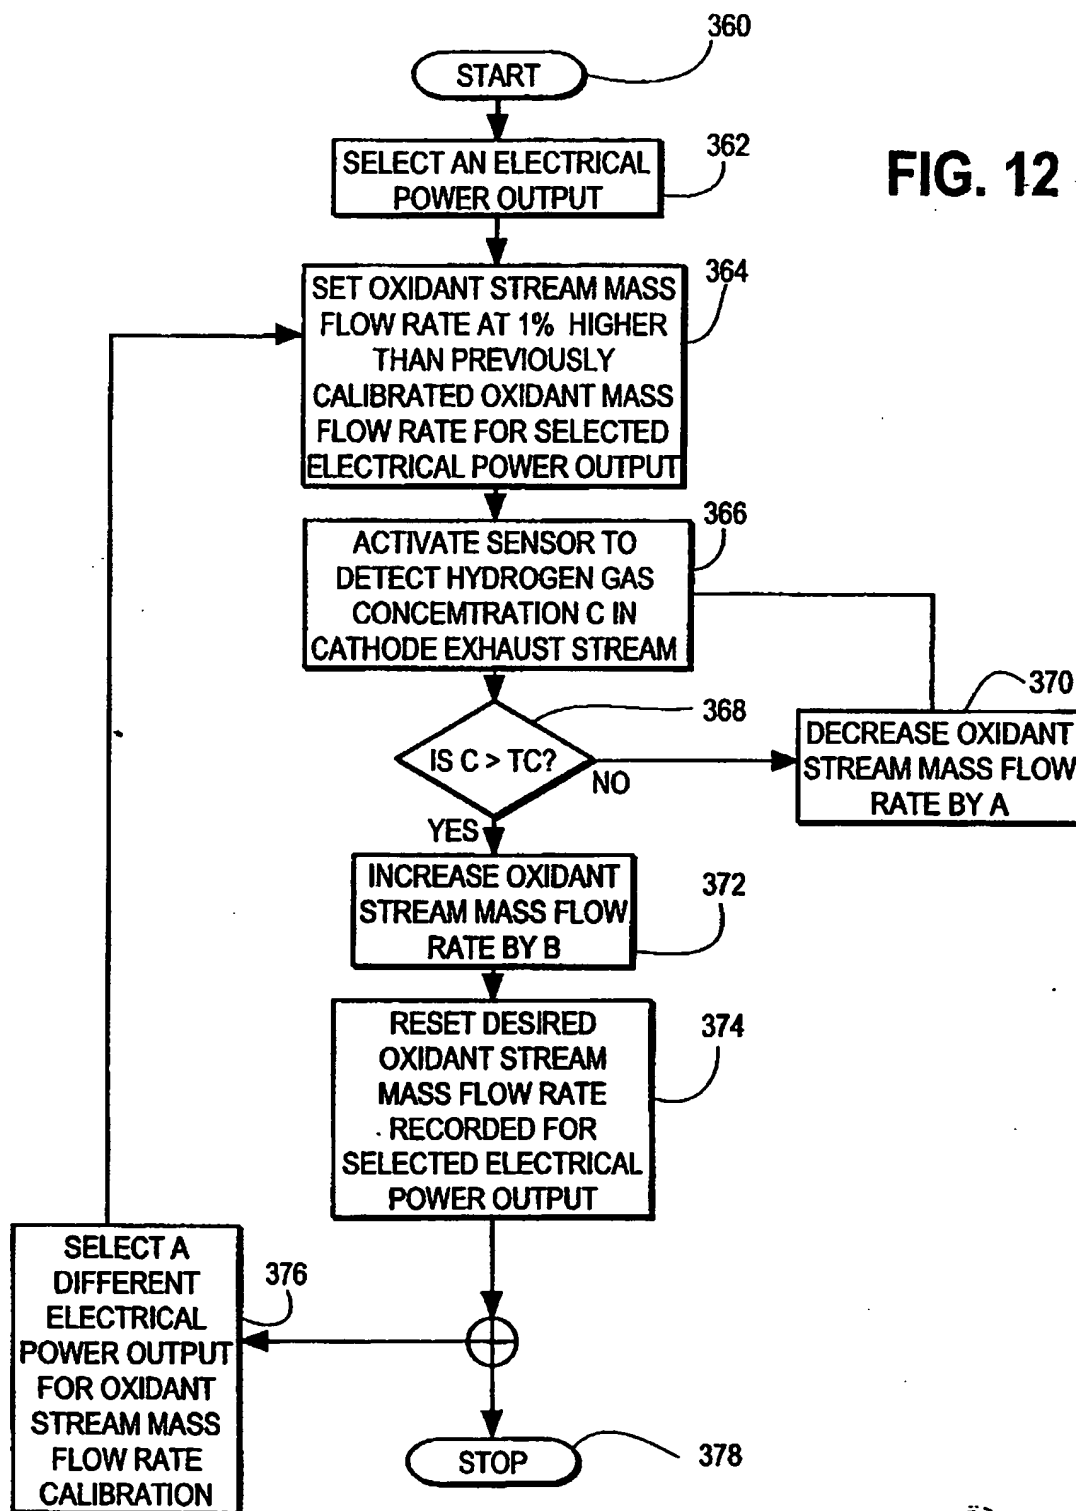 360
START
362
SELECT AN ELECTRICAL
POWER OUTPUT
FIG. 12
364
SET OXIDANT STREAM MASS
FLOW RATE AT 1% HIGHER
THAN PREVIOUSLY
CALIBRATED OXIDANT MASS
FLOW RATE FOR SELECTED
ELECTRICAL POWER OUTPUT
366
ACTIVATE SENSOR TO
DETECT HYDROGEN GAS
CONCEMTRATION C IN
CATHODE EXHAUST STREAM
368
IS C > TC?
NO
YES
370
DECREASE OXIDANT
STREAM MASS FLOW
RATE BY A
372
INCREASE OXIDANT
STREAM MASS FLOW
RATE BY B
374
RESET DESIRED
OXIDANT STREAM
MASS FLOW RATE
RECORDED FOR
SELECTED ELECTRICAL
POWER OUTPUT
376
SELECT A
DIFFERENT
ELECTRICAL
POWER OUTPUT
FOR OXIDANT
STREAM MASS
FLOW RATE
CALIBRATION
STOP
378